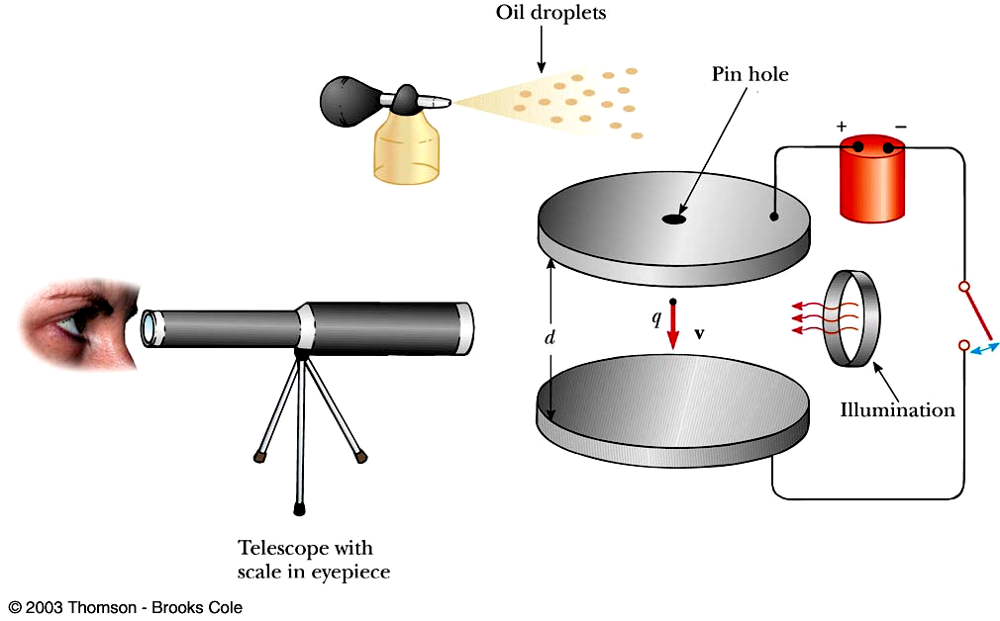 Oil droplets
Pin hole
+ −
q
v
d
Illumination
Telescope with
scale in eyepiece
© 2003 Thomson - Brooks Cole